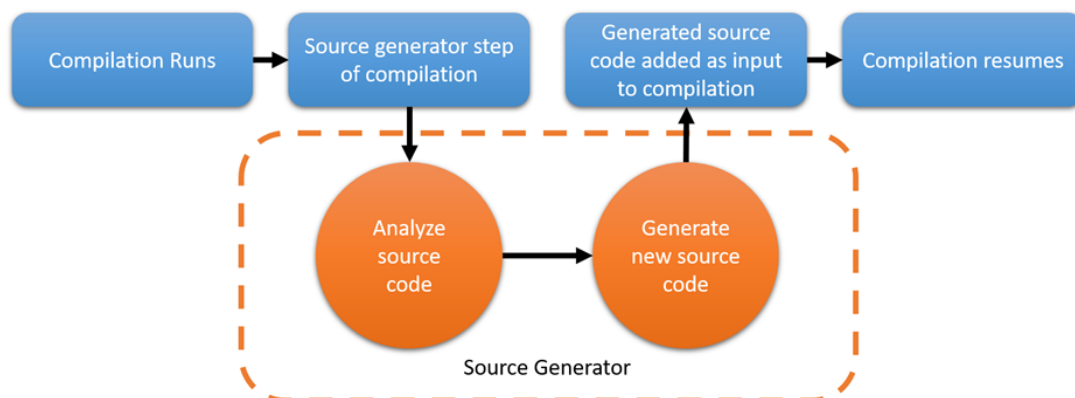 Compilation Runs
Source generator step
of compilation
Generated source
code added as input
to compilation
Compilation resumes
Analyze
source
code
Generate
new source
code
Source Generator